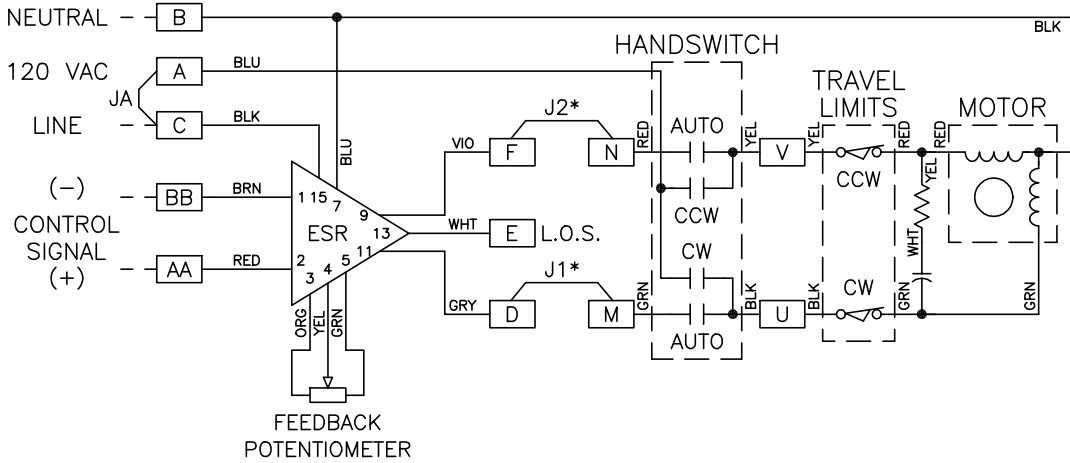 NEUTRAL
B
BLK
120 VAC
A
BLU
HANDSWITCH
JA
LINE
C
BLK
BLU
J2*
AUTO
TRAVEL
LIMITS
MOTOR
VIO
F
N
RED
YEL
V
YEL
RED
RED
CCW
YEL
(-)
BB
BRN
1
15
7
9
CCW
CONTROL
SIGNAL
ESR
13
WHT
E
L.O.S.
CW
WHT
(+)
AA
RED
2
3
4
5
11
J1*
CW
GRY
D
M
GRN
BLK
U
BLK
GRN
GRN
AUTO
ORG
YEL
GRN
FEEDBACK
POTENTIOMETER